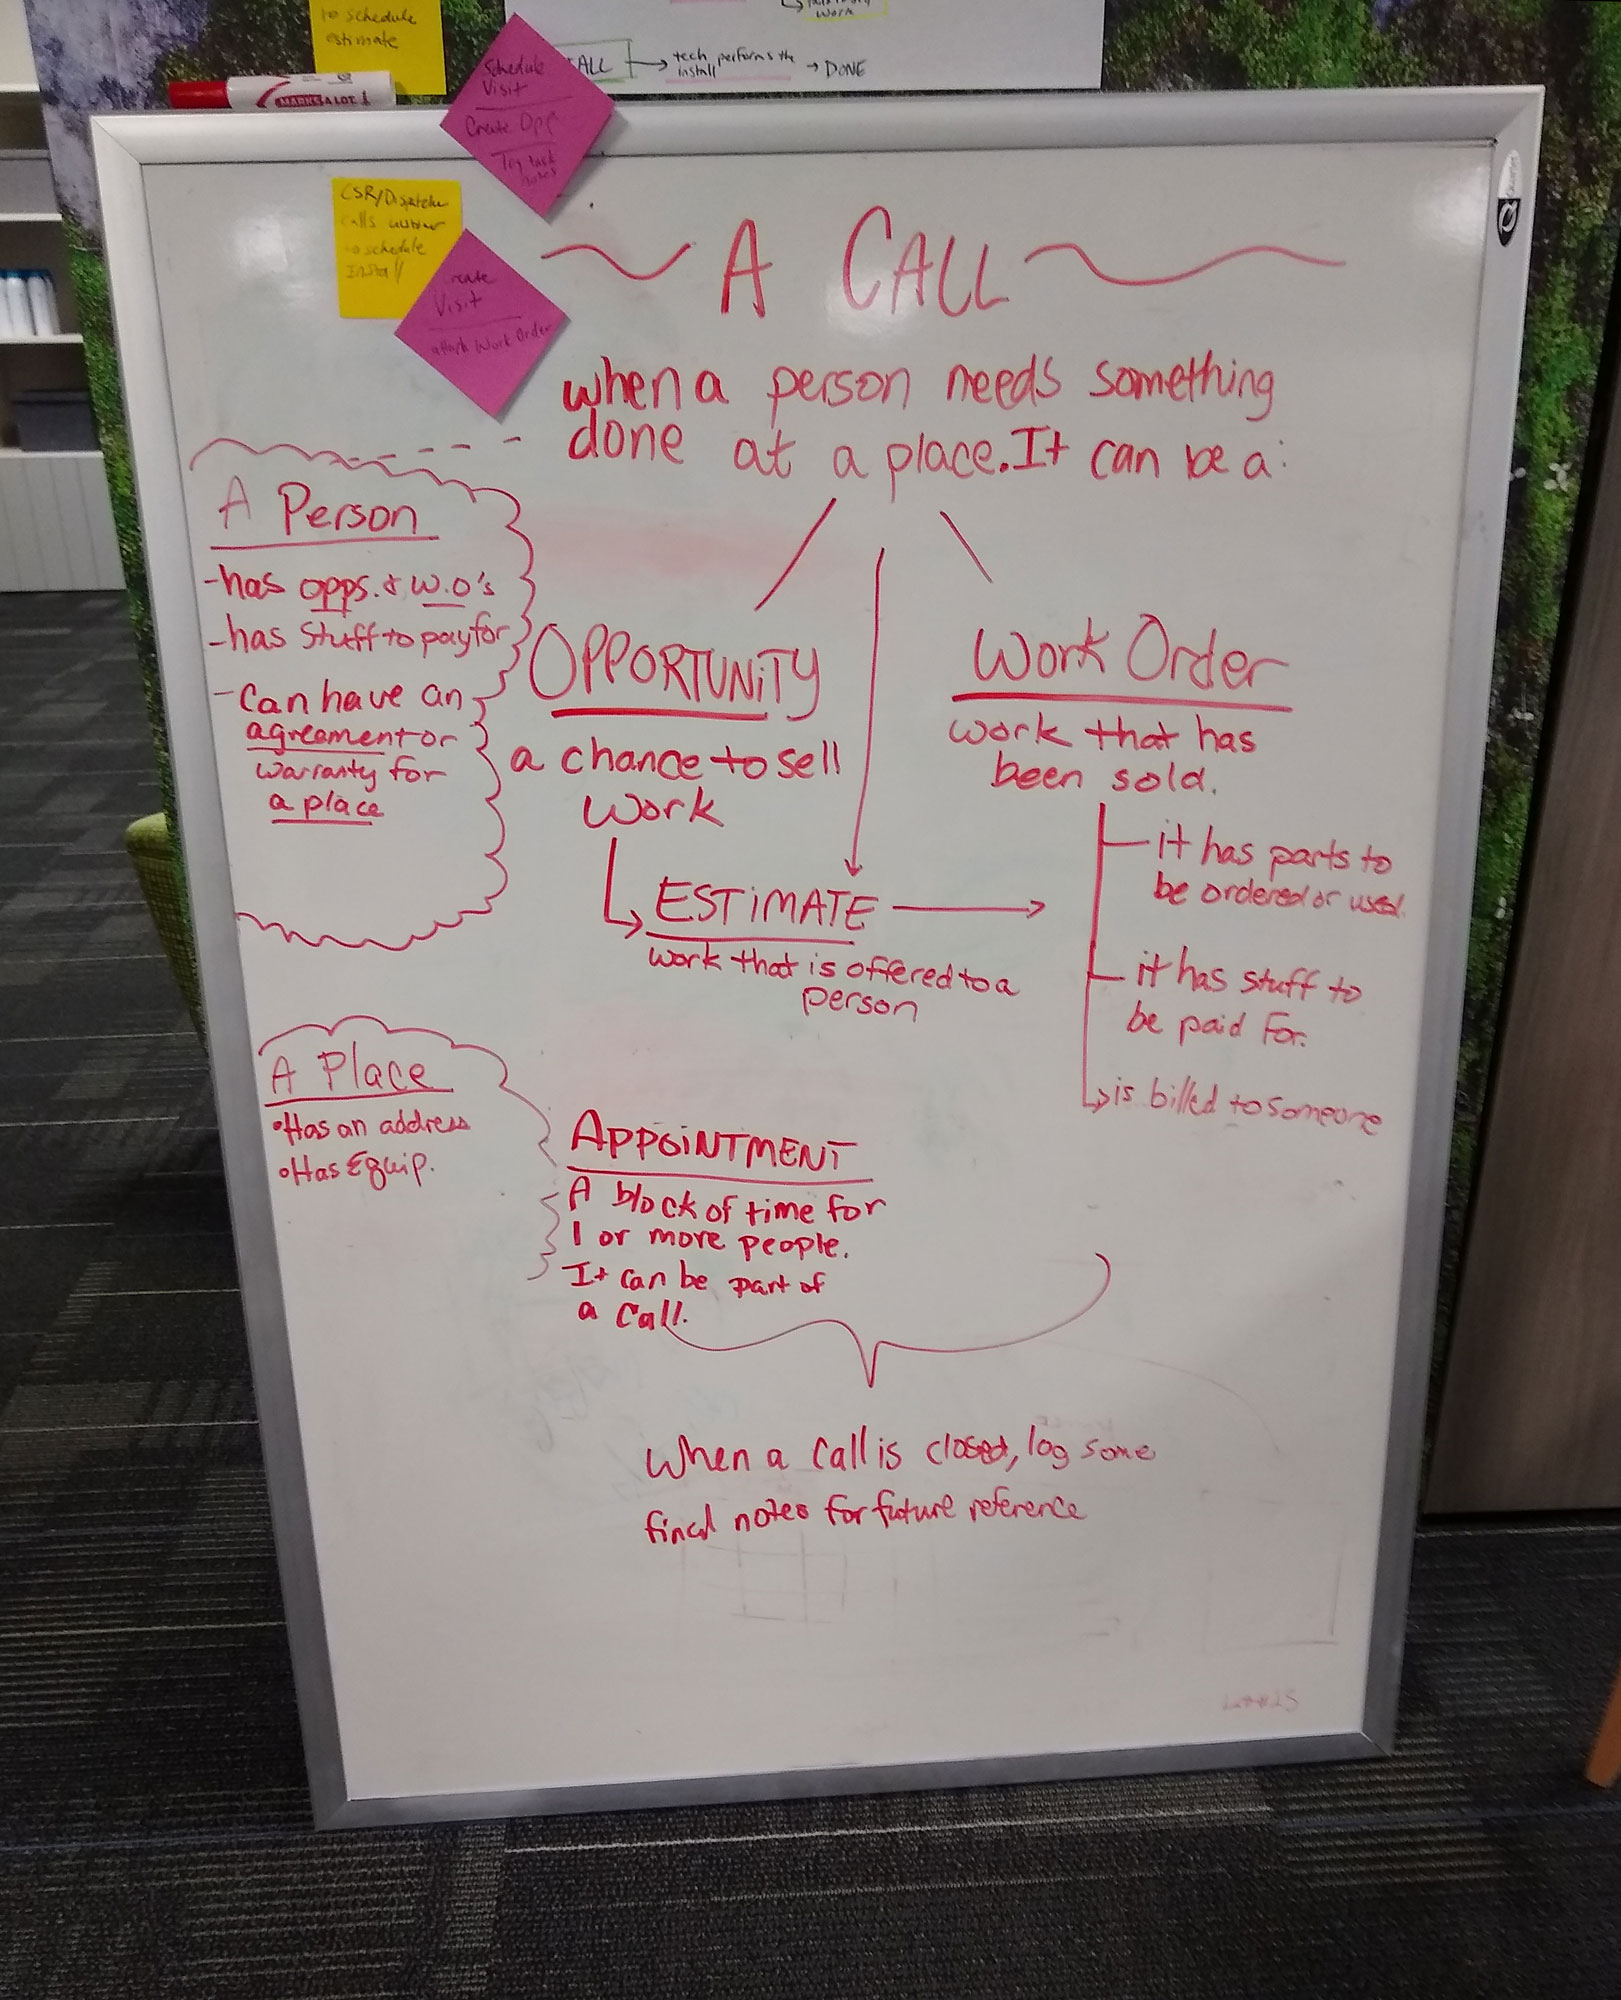 to schedule
estimate
work
CALL → tech performs the → DONE
install
MARKS-A-LOT
Schedule
Visit
Create Opp
Log task
notes
CSR/Dispatch
calls
to schedule
Install
Create
Visit
attach Work Order
A CALL
when a person needs something
done at a place. It can be a:
A Person
-has opps. & W.O's
-has stuff to pay for
-Can have an
agreement or
warranty for
a place
OPPORTUNITY
a chance to sell
work
Work Order
work that has
been sold.
it has parts to
be ordered or used.
it has stuff to
be paid for.
is billed to someone
ESTIMATE
work that is offered to a
person
A Place
•Has an address
•Has Equip.
APPOINTMENT
A block of time for
1 or more people.
It can be part of
a Call.
When a Call is closed, log some
final notes for future reference